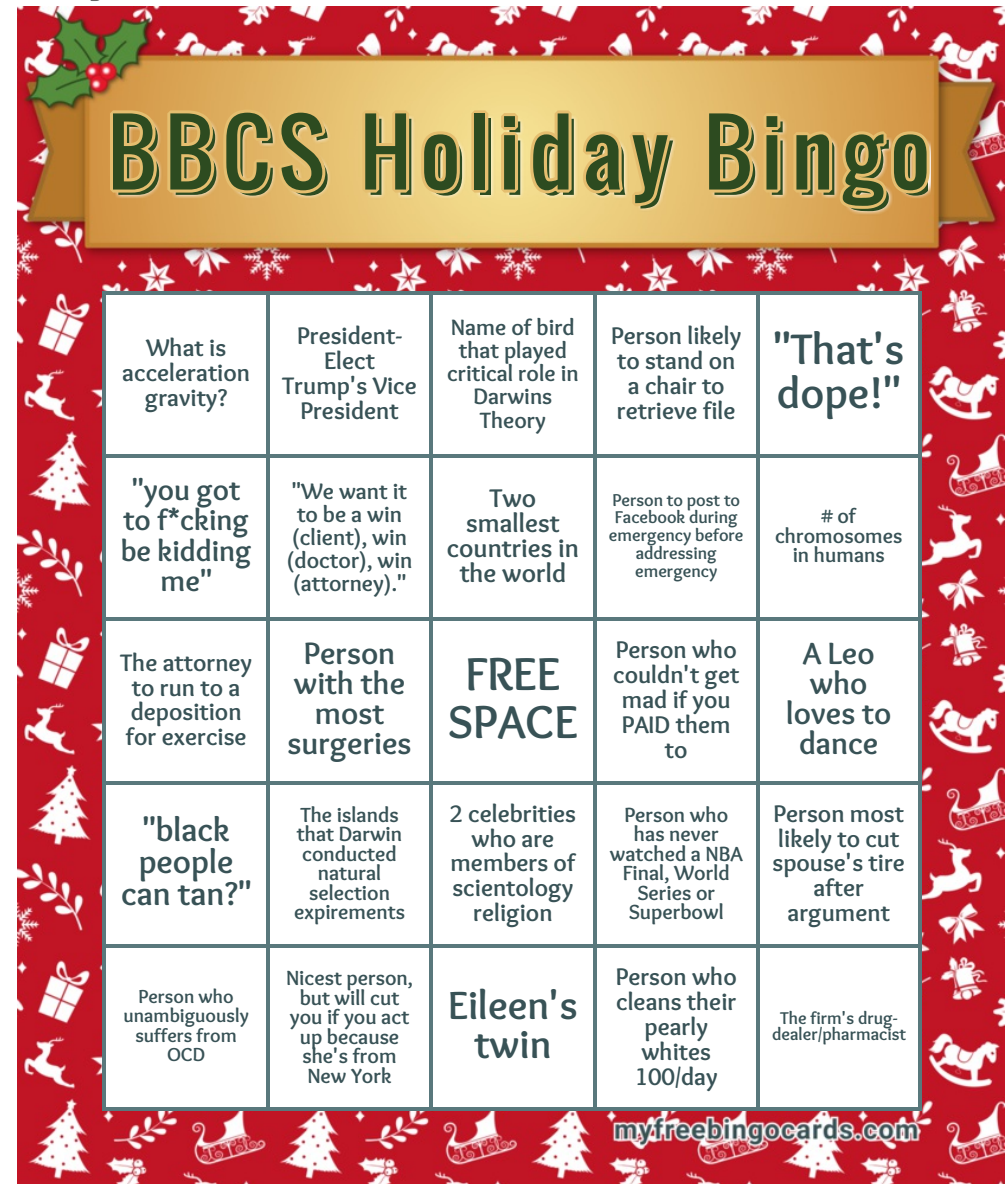 BBCS Holiday Bingo
What is
acceleration
gravity?
President-
Elect
Trump's Vice
President
Name of bird
that played
critical role in
Darwins
Theory
Person likely
to stand on
a chair to
retrieve file
"That's
dope!"
"you got
to f*cking
be kidding
me"
"We want it
to be a win
(client), win
(doctor), win
(attorney)."
Two
smallest
countries in
the world
Person to post to
Facebook during
emergency before
addressing
emergency
# of
chromosomes
in humans
The attorney
to run to a
deposition
for exercise
Person
with the
most
surgeries
FREE
SPACE
Person who
couldn't get
mad if you
PAID them
to
A Leo
who
loves to
dance
"black
people
can tan?"
The islands
that Darwin
conducted
natural
selection
expirements
2 celebrities
who are
members of
scientology
religion
Person who
has never
watched a NBA
Final, World
Series or
Superbowl
Person most
likely to cut
spouse's tire
after
argument
Person who
unambiguously
suffers from
OCD
Nicest person,
but will cut
you if you act
up because
she's from
New York
Eileen's
twin
Person who
cleans their
pearly
whites
100/day
The firm's drug-
dealer/pharmacist
myfreebingocards.com